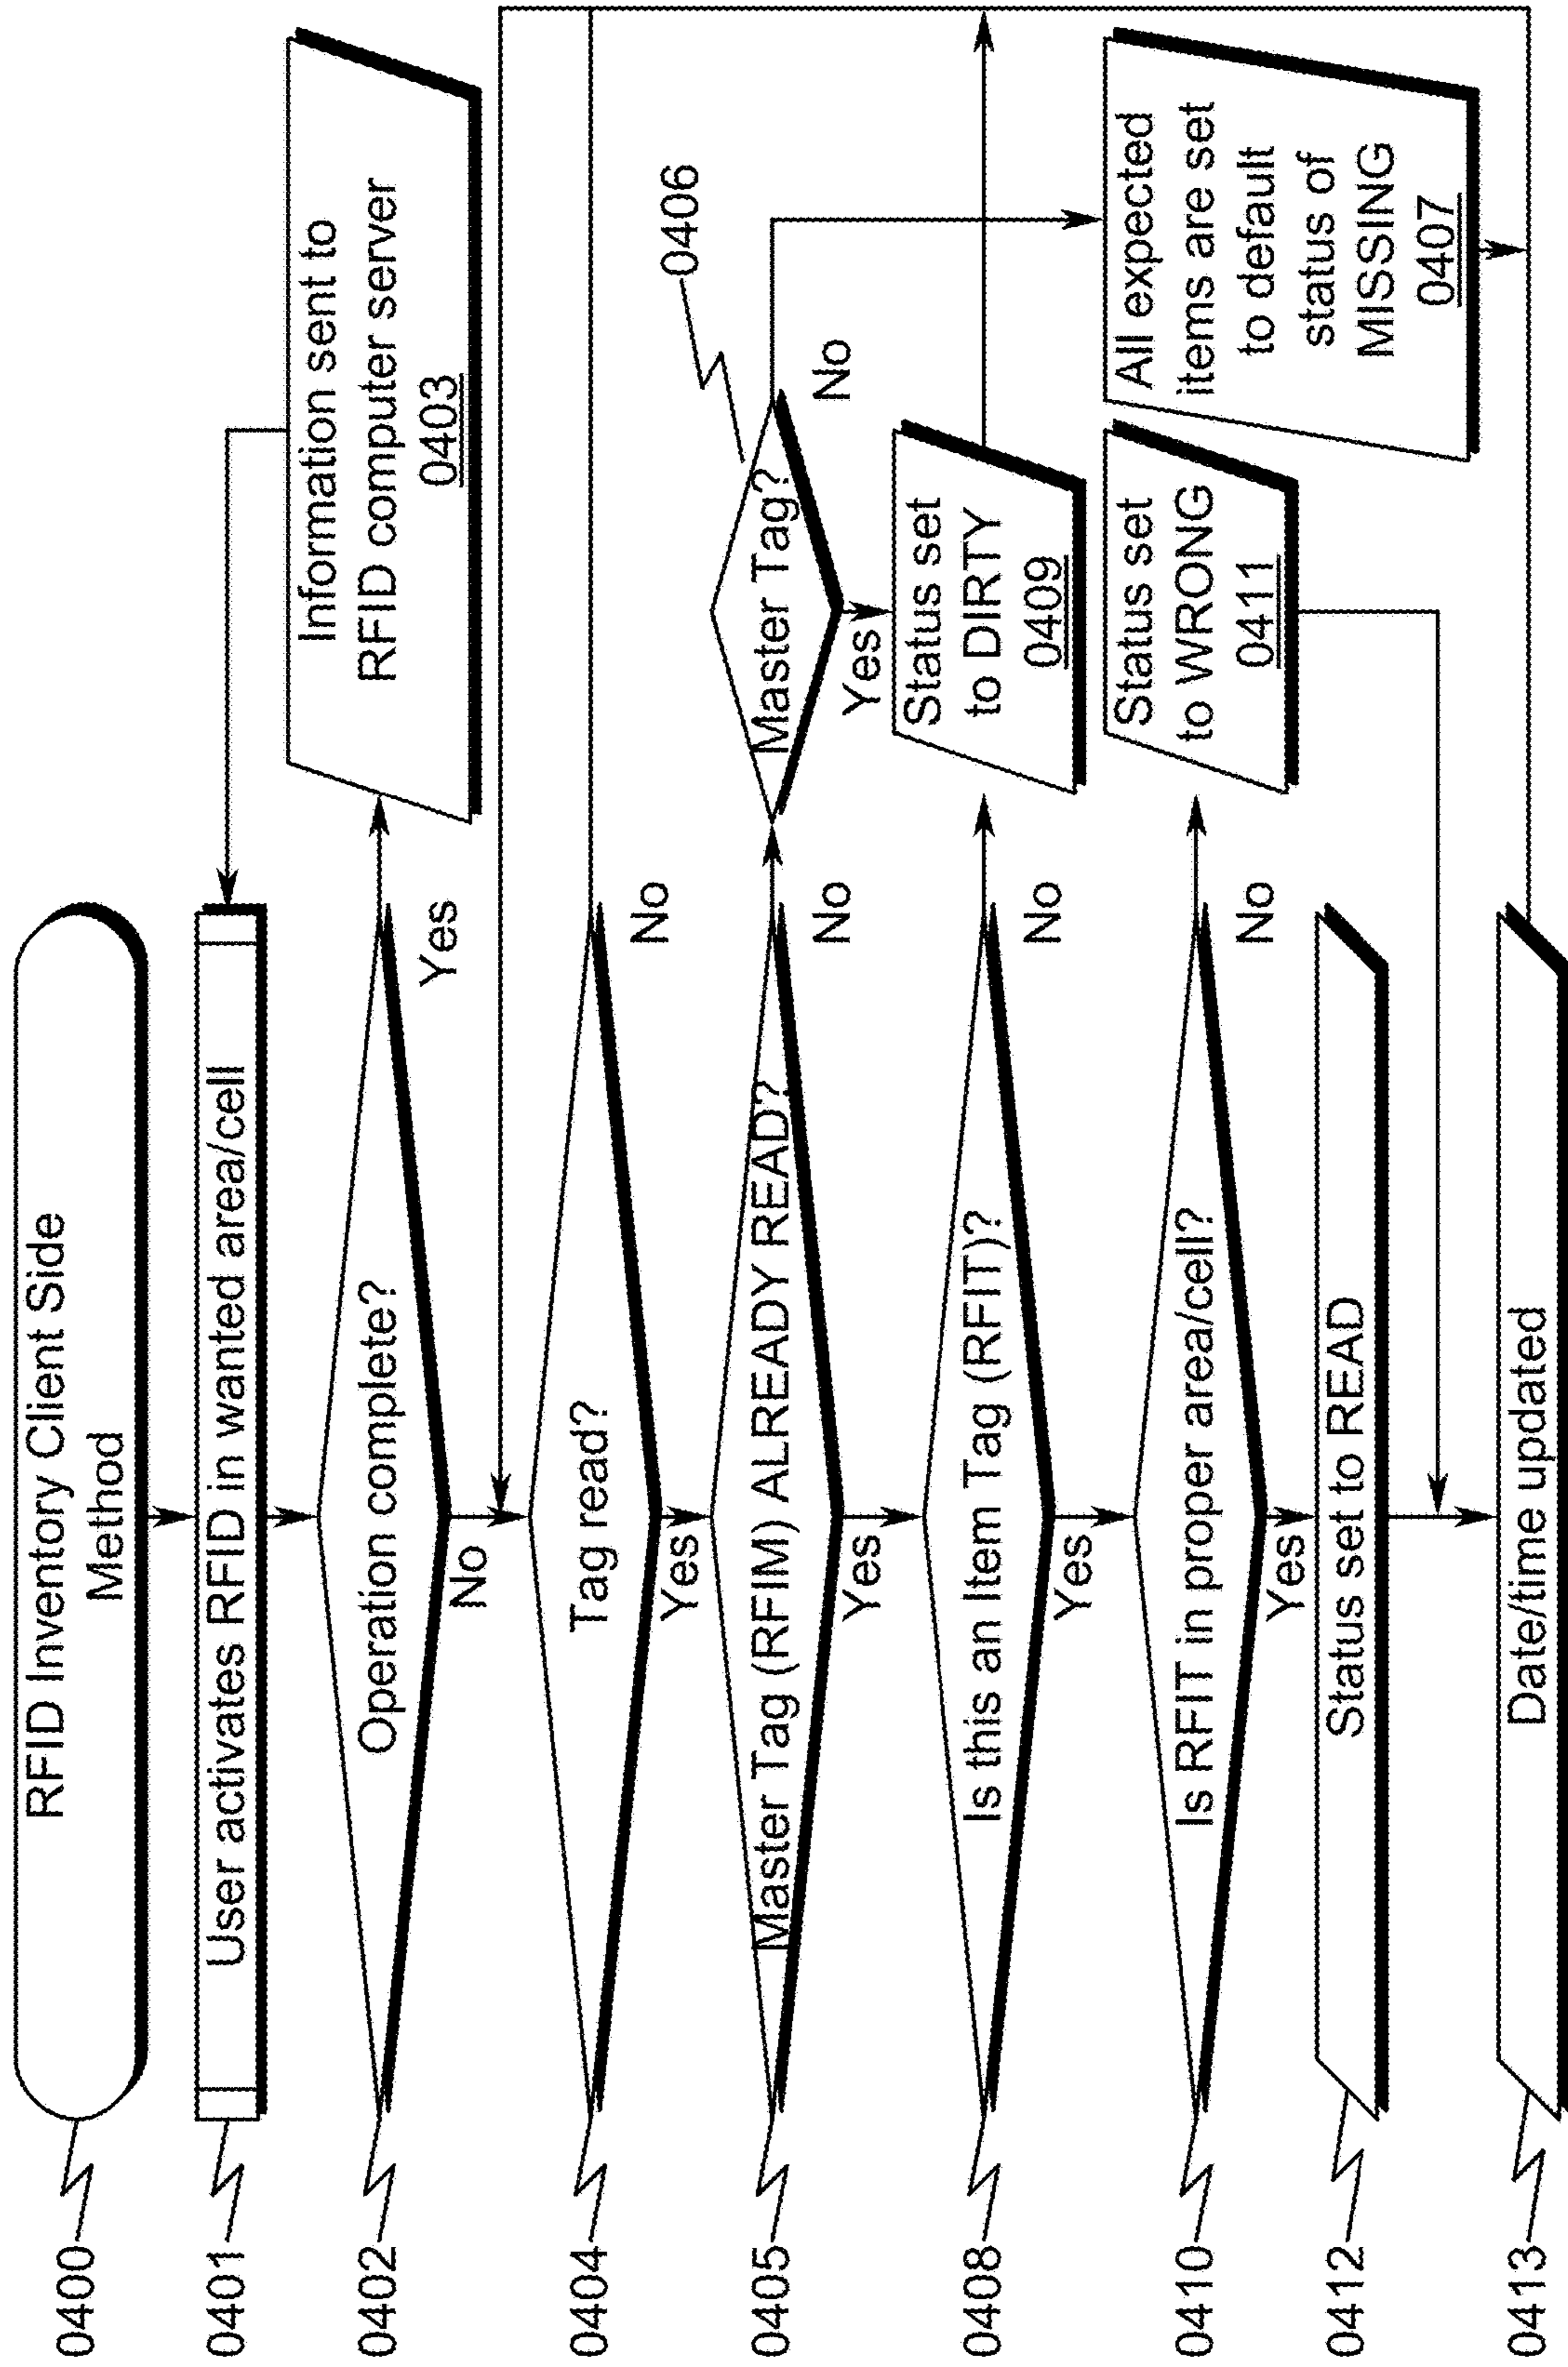 0400
RFID Inventory Client Side
Method
0401
User activates RFID in wanted area/cell
0402
Operation complete?
Yes
No
Information sent to
RFID computer server
0403
0404
Tag read?
No
Yes
0405
Master Tag (RFIM) ALREADY READ?
No
Yes
Master Tag?
0406
No
Yes
All expected
items are set
to default
status of
MISSING
0407
0408
Is this an Item Tag (RFIT)?
No
Yes
Status set
to DIRTY
0409
0410
Is RFIT in proper area/cell?
No
Yes
Status set
to WRONG
0411
0412
Status set to READ
0413
Date/time updated